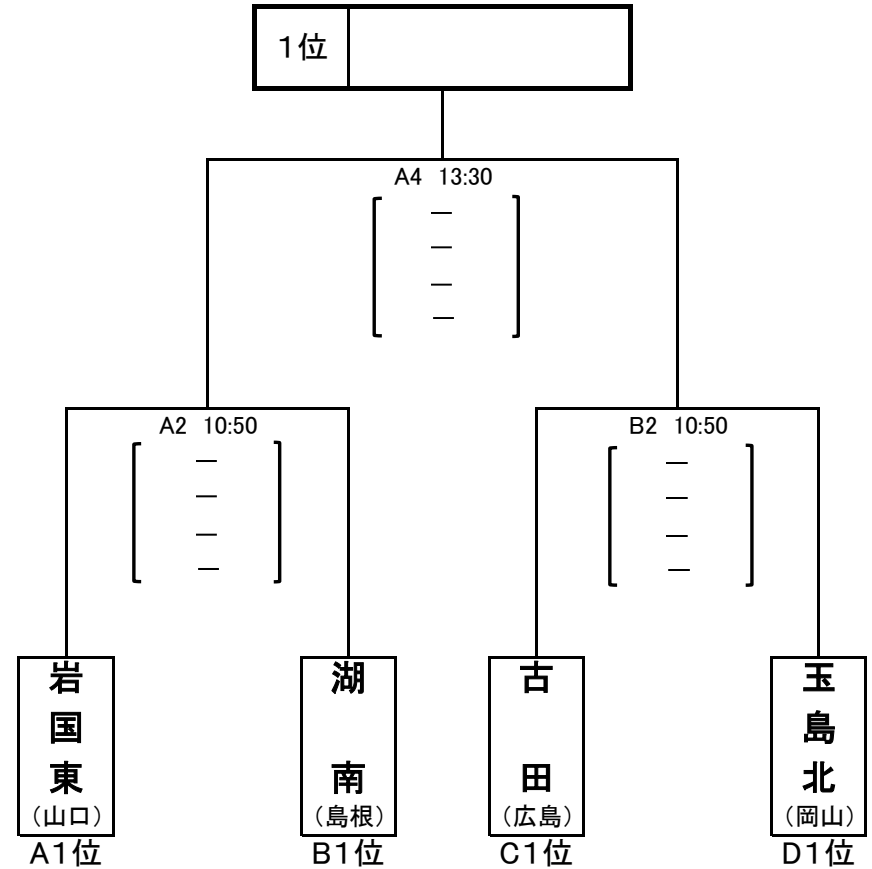 １位
A4 13:30
―
―
―
―
A2 10:50
B2 10:50
―
―
―
―
―
―
―
―
岩国東
（山口）
A１位
湖南
（島根）
B１位
古田
（広島）
C１位
玉島北
（岡山）
D１位